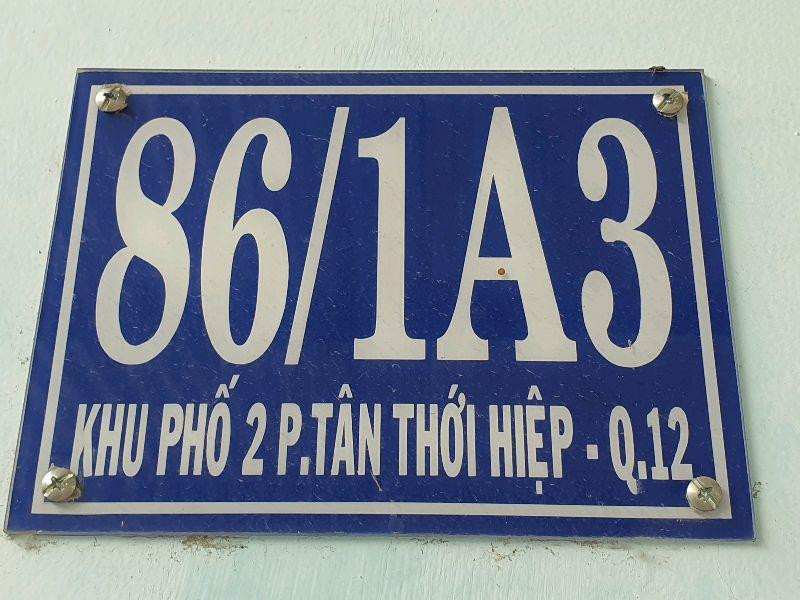 86/1A3
KHU PHỐ 2 P.TÂN THỚI HIỆP - Q.12